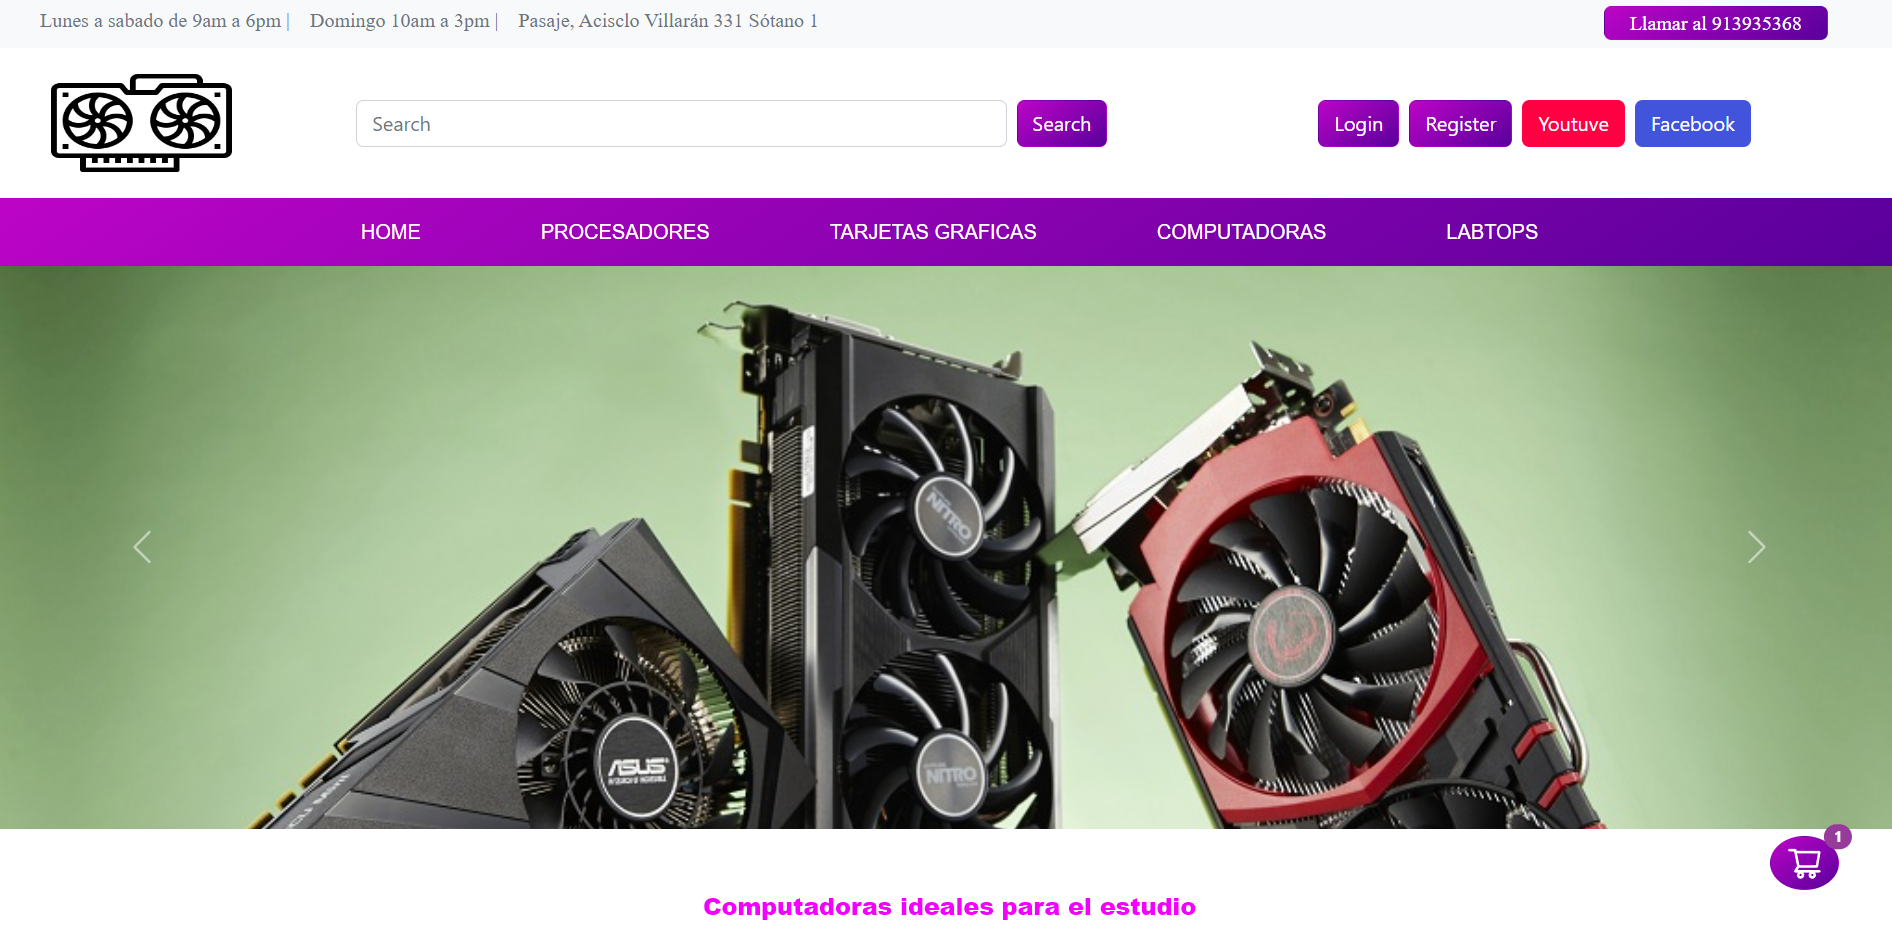 Lunes a sabado de 9am a 6pm | Domingo 10am a 3pm | Pasaje, Acisclo Villarán 331 Sótano 1
Llamar al 913935368
Search
Search
Login
Register
Youtuve
Facebook
HOME
PROCESADORES
TARJETAS GRAFICAS
COMPUTADORAS
LABTOPS
NITRO
ASUS
NITRO
1
Computadoras ideales para el estudio